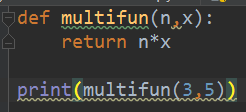 def multifun(n,x):
    return n*x
print(multifun(3,5))